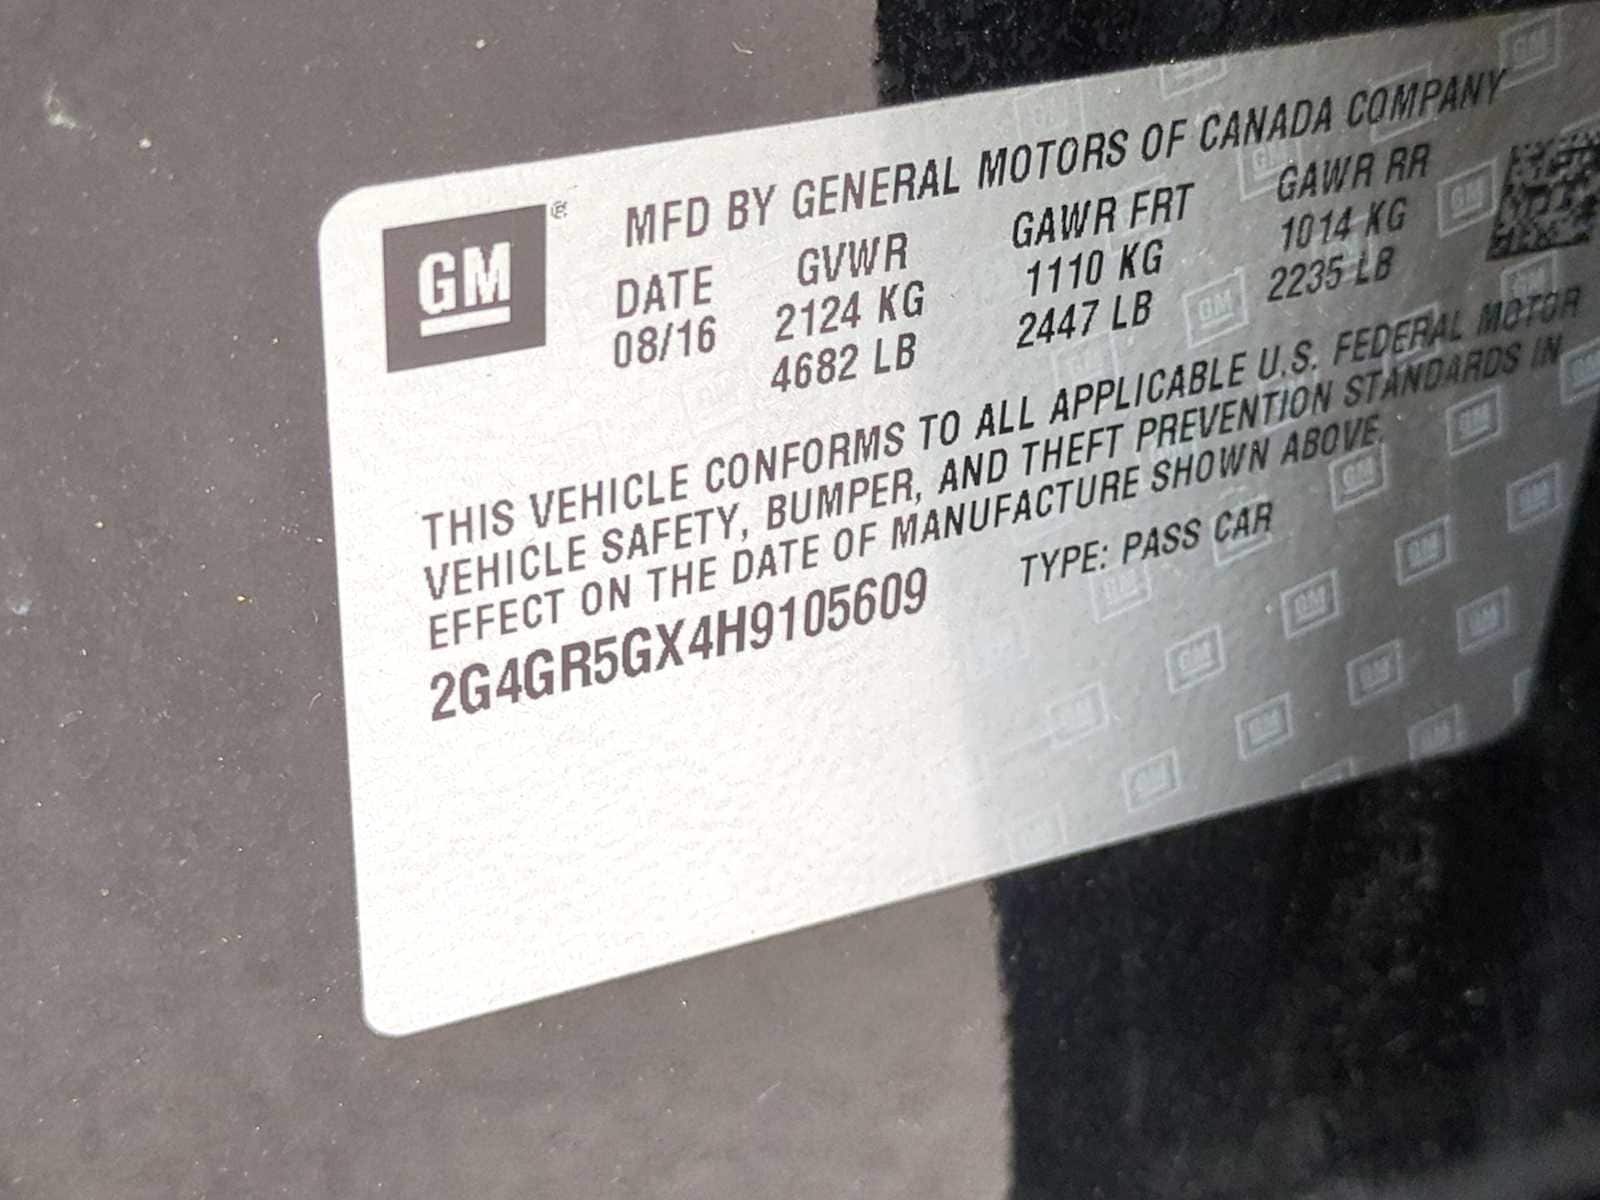 GM ®
MFD BY GENERAL MOTORS OF CANADA COMPANY
DATE GVWR GAWR FRT GAWR RR
08/16 2124 KG 1110 KG 1014 KG
4682 LB 2447 LB 2235 LB
THIS VEHICLE CONFORMS TO ALL APPLICABLE U.S. FEDERAL MOTOR
VEHICLE SAFETY, BUMPER, AND THEFT PREVENTION STANDARDS IN
EFFECT ON THE DATE OF MANUFACTURE SHOWN ABOVE.
2G4GR5GX4H9105609 TYPE: PASS CAR